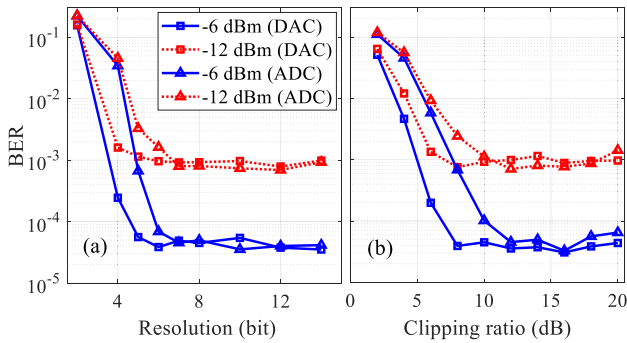 -6 dBm (DAC)
-12 dBm (DAC)
-6 dBm (ADC)
-12 dBm (ADC)
10^-1
10^-2
10^-3
10^-4
10^-5
BER
(a)
4 8 12
Resolution (bit)
(b)
0 5 10 15 20
Clipping ratio (dB)